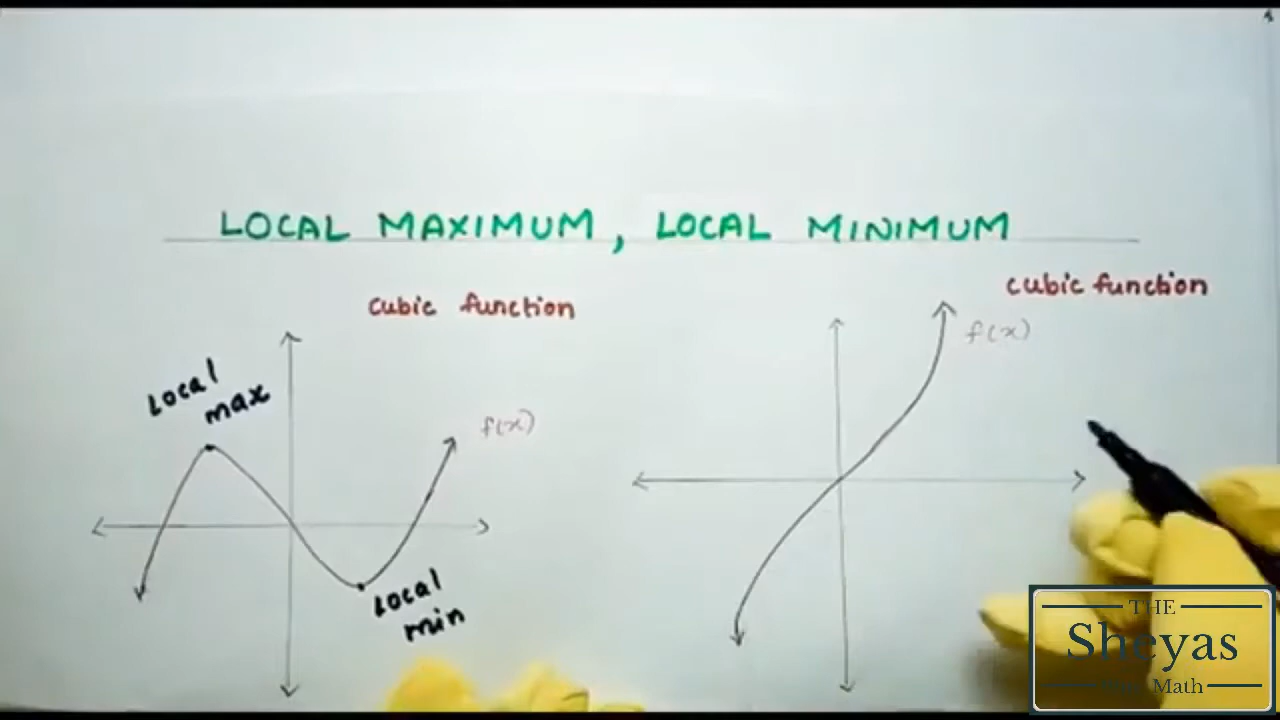 LOCAL MAXIMUM, LOCAL MINIMUM
cubic function
cubic function
f(x)
Local
max
f(x)
Local
min
THE
Sheyas
Math